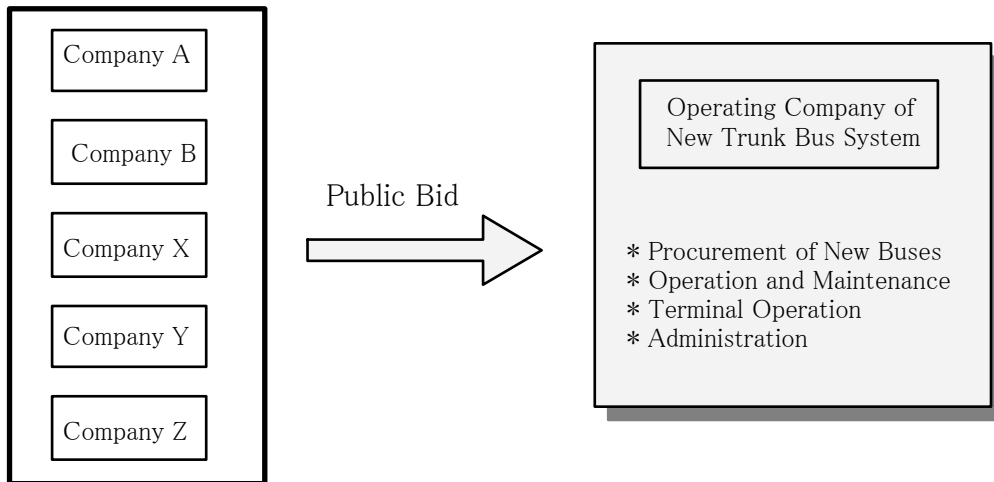 Company A
Company B
Company X
Company Y
Company Z
Public Bid
Operating Company of
New Trunk Bus System
* Procurement of New Buses
* Operation and Maintenance
* Terminal Operation
* Administration